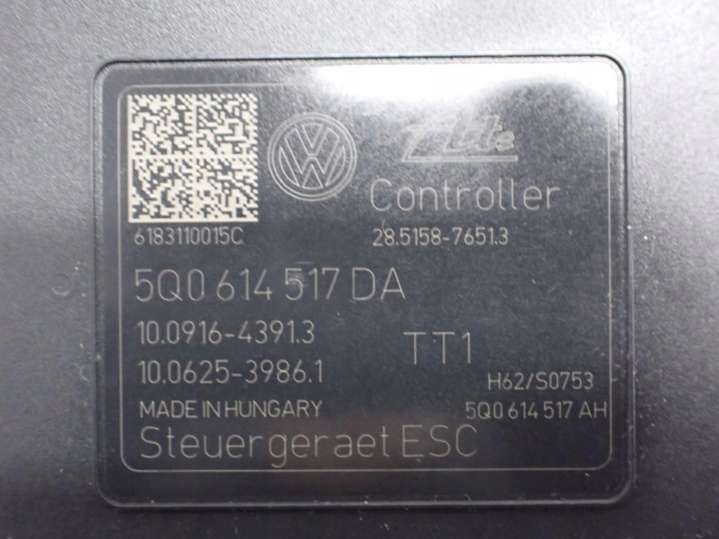 Ate
Controller
6183110015C
28.5158-7651.3
5Q0 614 517 DA
10.0916-4391.3
TT1
10.0625-3986.1
H62/S0753
MADE IN HUNGARY
5Q0 614 517 AH
Steuergeraet ESC